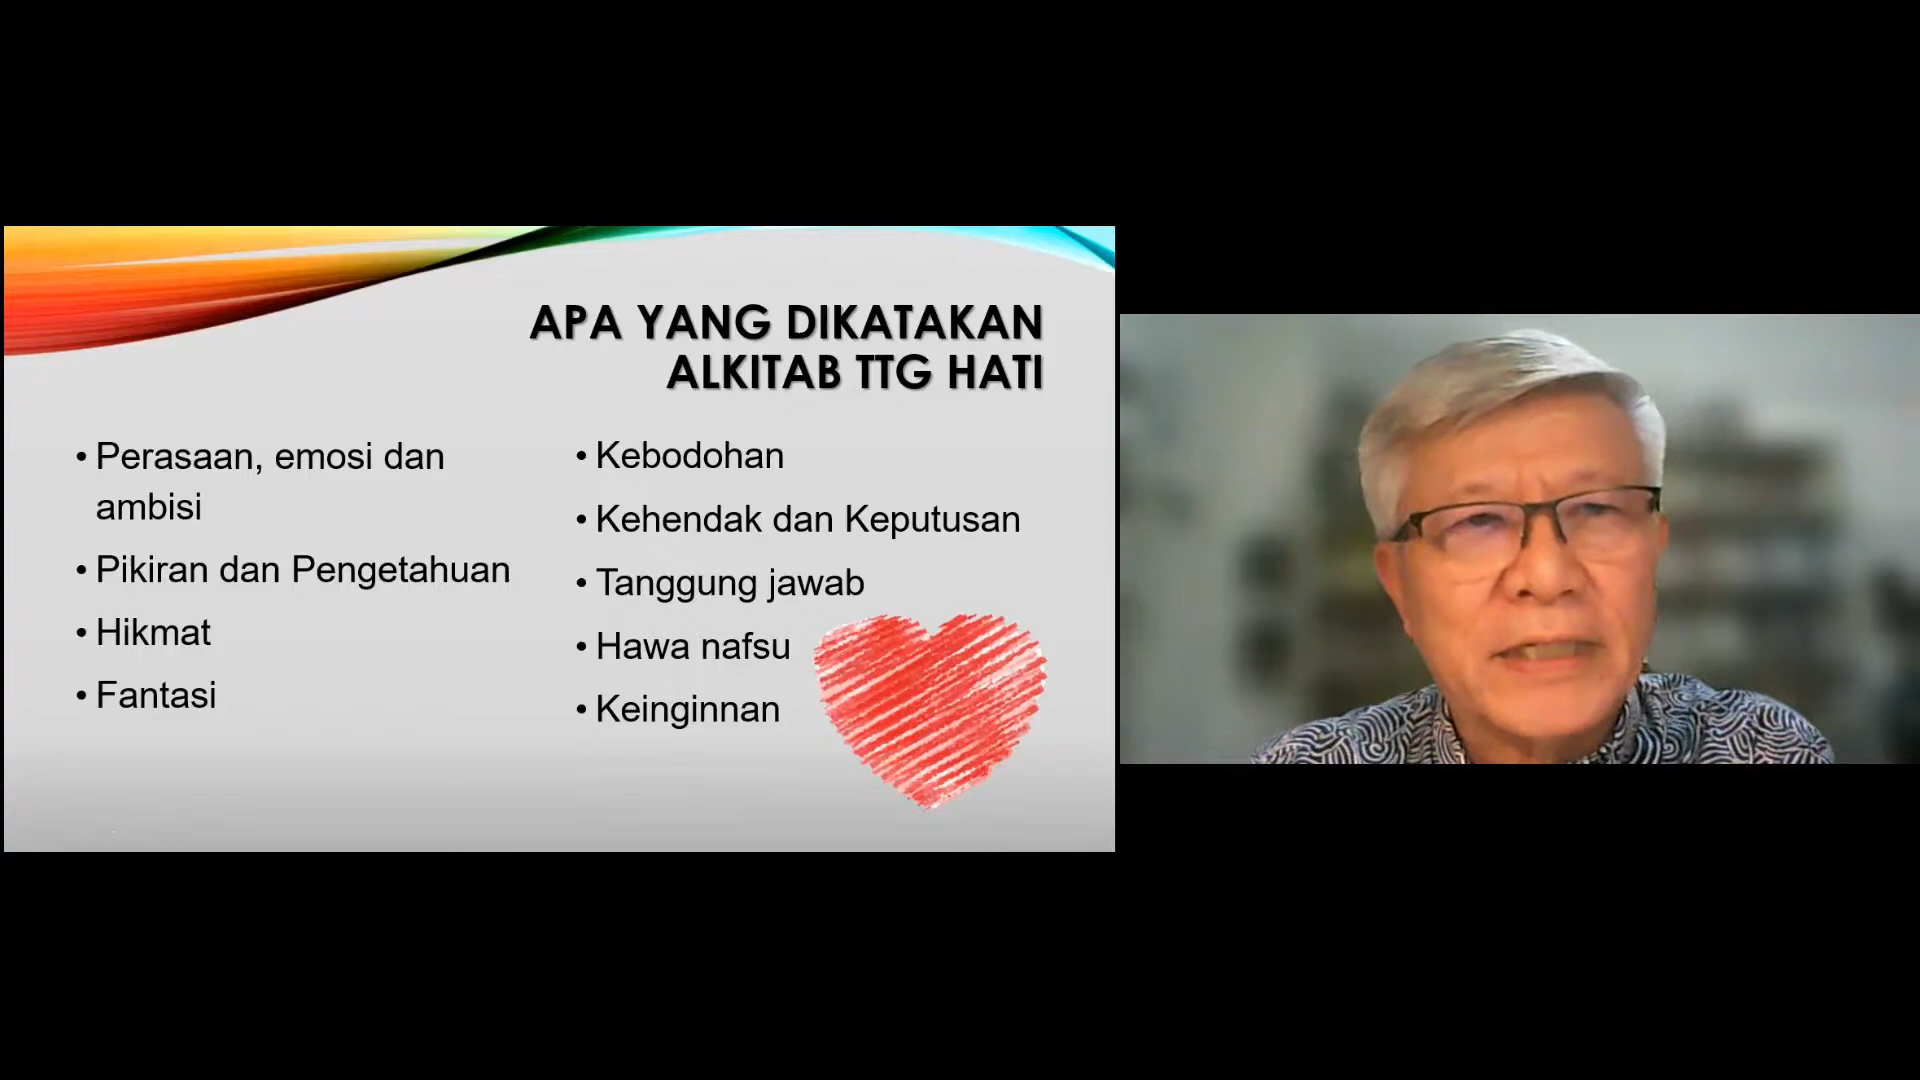 APA YANG DIKATAKAN
ALKITAB TTG HATI
• Perasaan, emosi dan
ambisi
• Pikiran dan Pengetahuan
• Hikmat
• Fantasi
• Kebodohan
• Kehendak dan Keputusan
• Tanggung jawab
• Hawa nafsu
• Keinginnan